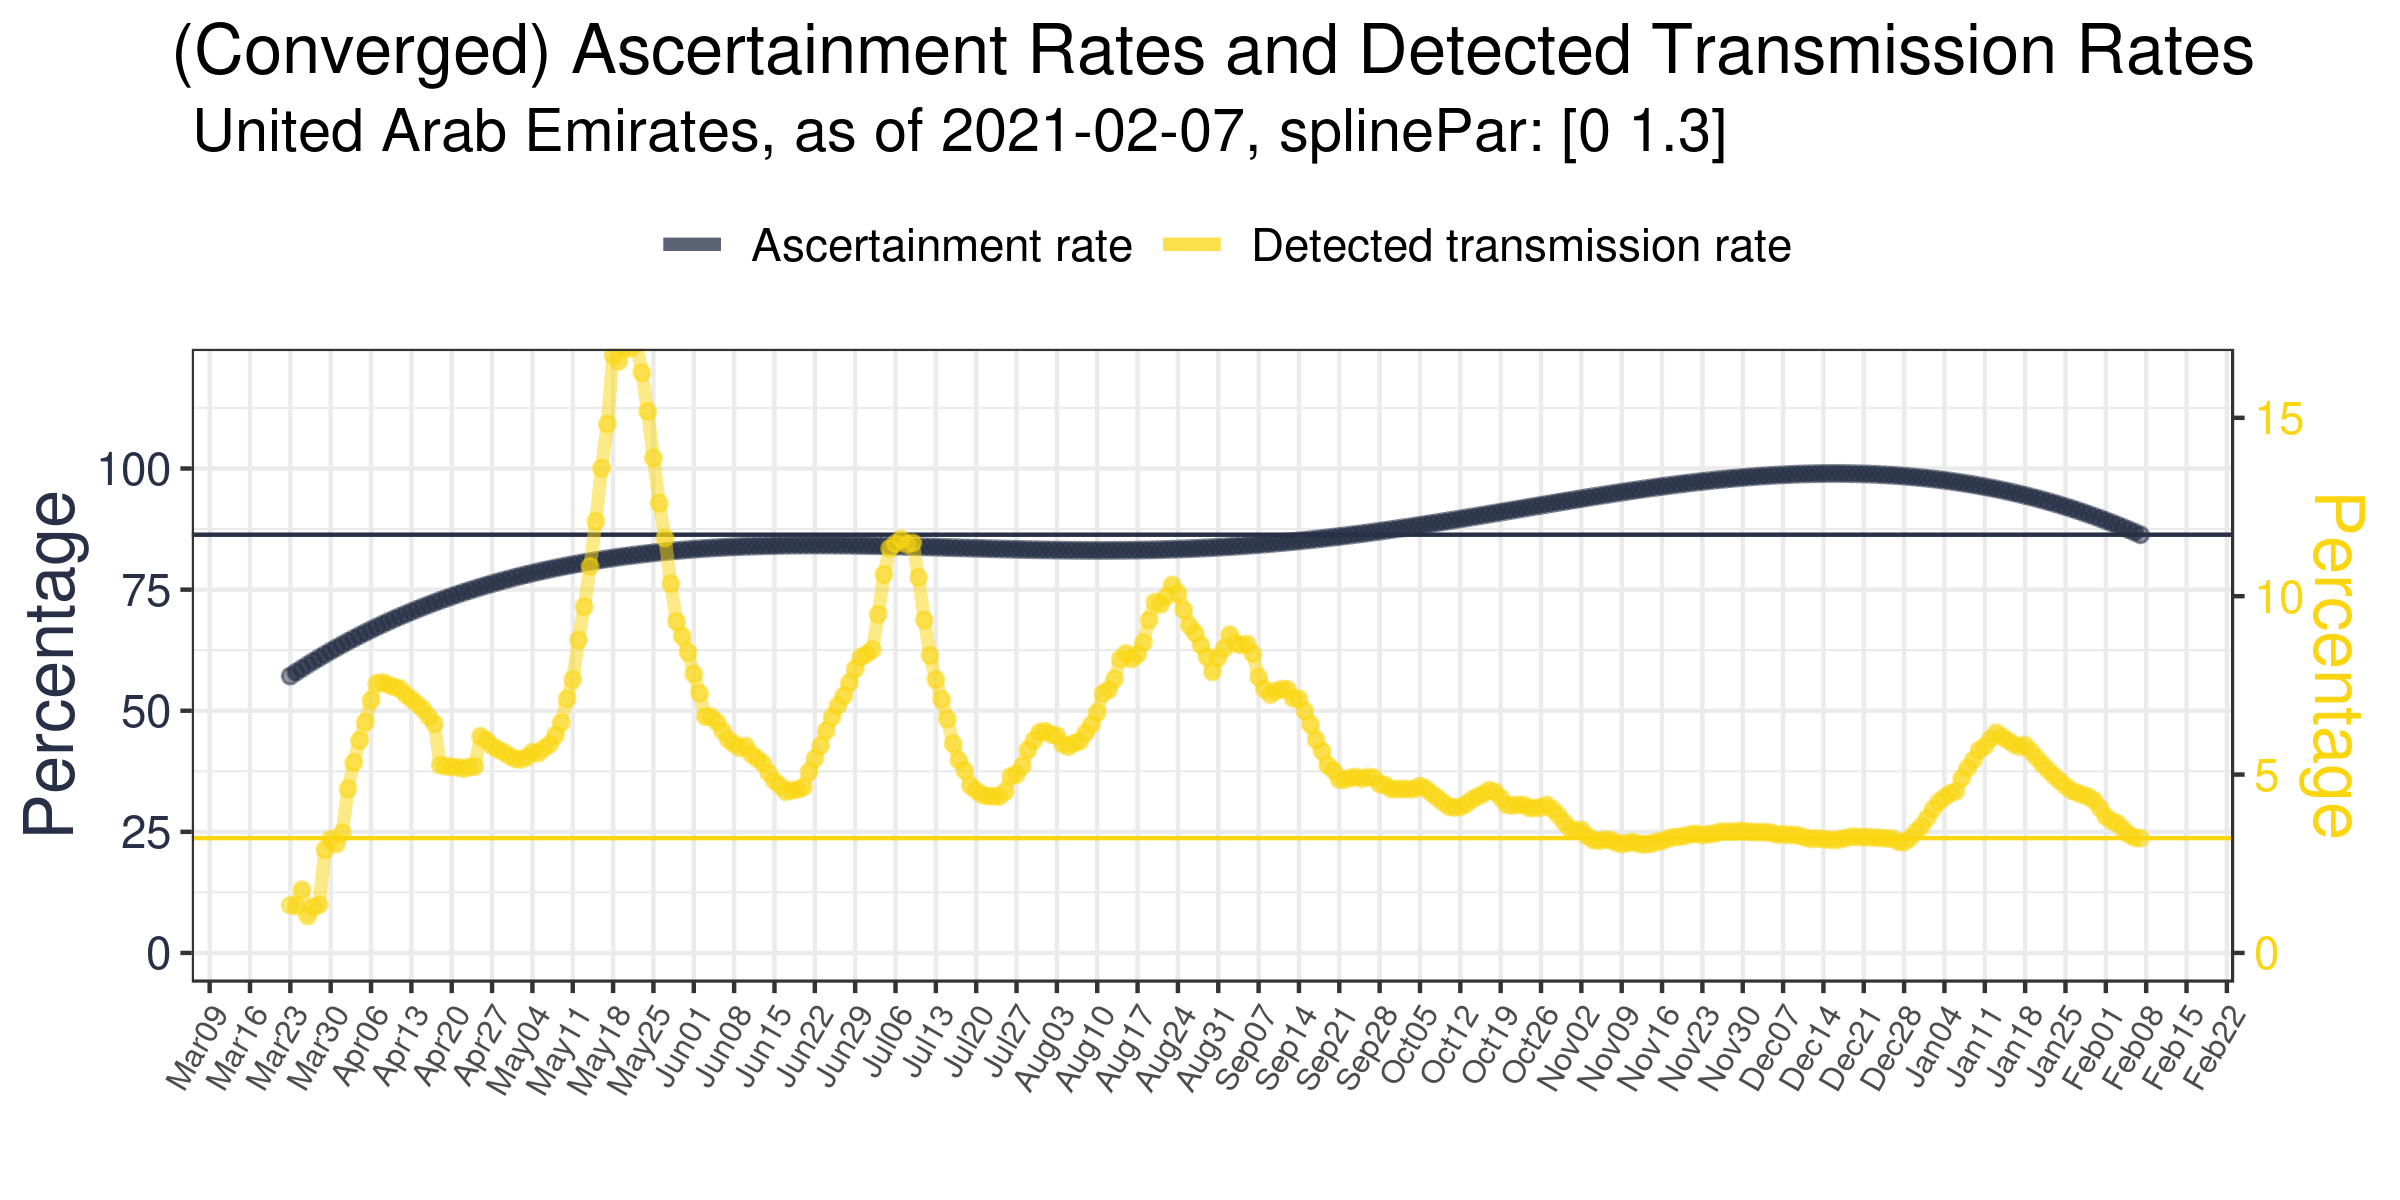 (Converged) Ascertainment Rates and Detected Transmission Rates
United Arab Emirates, as of 2021-02-07, splinePar: [0 1.3]
Ascertainment rate Detected transmission rate
Percentage
100
75
50
25
0
15
10
5
0
Percentage
Mar09 Mar16 Mar23 Mar30 Apr06 Apr13 Apr20 Apr27 May04 May11 May18 May25 Jun01 Jun08 Jun15 Jun22 Jun29 Jul06 Jul13 Jul20 Jul27 Aug03 Aug10 Aug17 Aug24 Aug31 Sep07 Sep14 Sep21 Sep28 Oct05 Oct12 Oct19 Oct26 Nov02 Nov09 Nov16 Nov23 Nov30 Dec07 Dec14 Dec21 Dec28 Jan04 Jan11 Jan18 Jan25 Feb01 Feb08 Feb15 Feb22